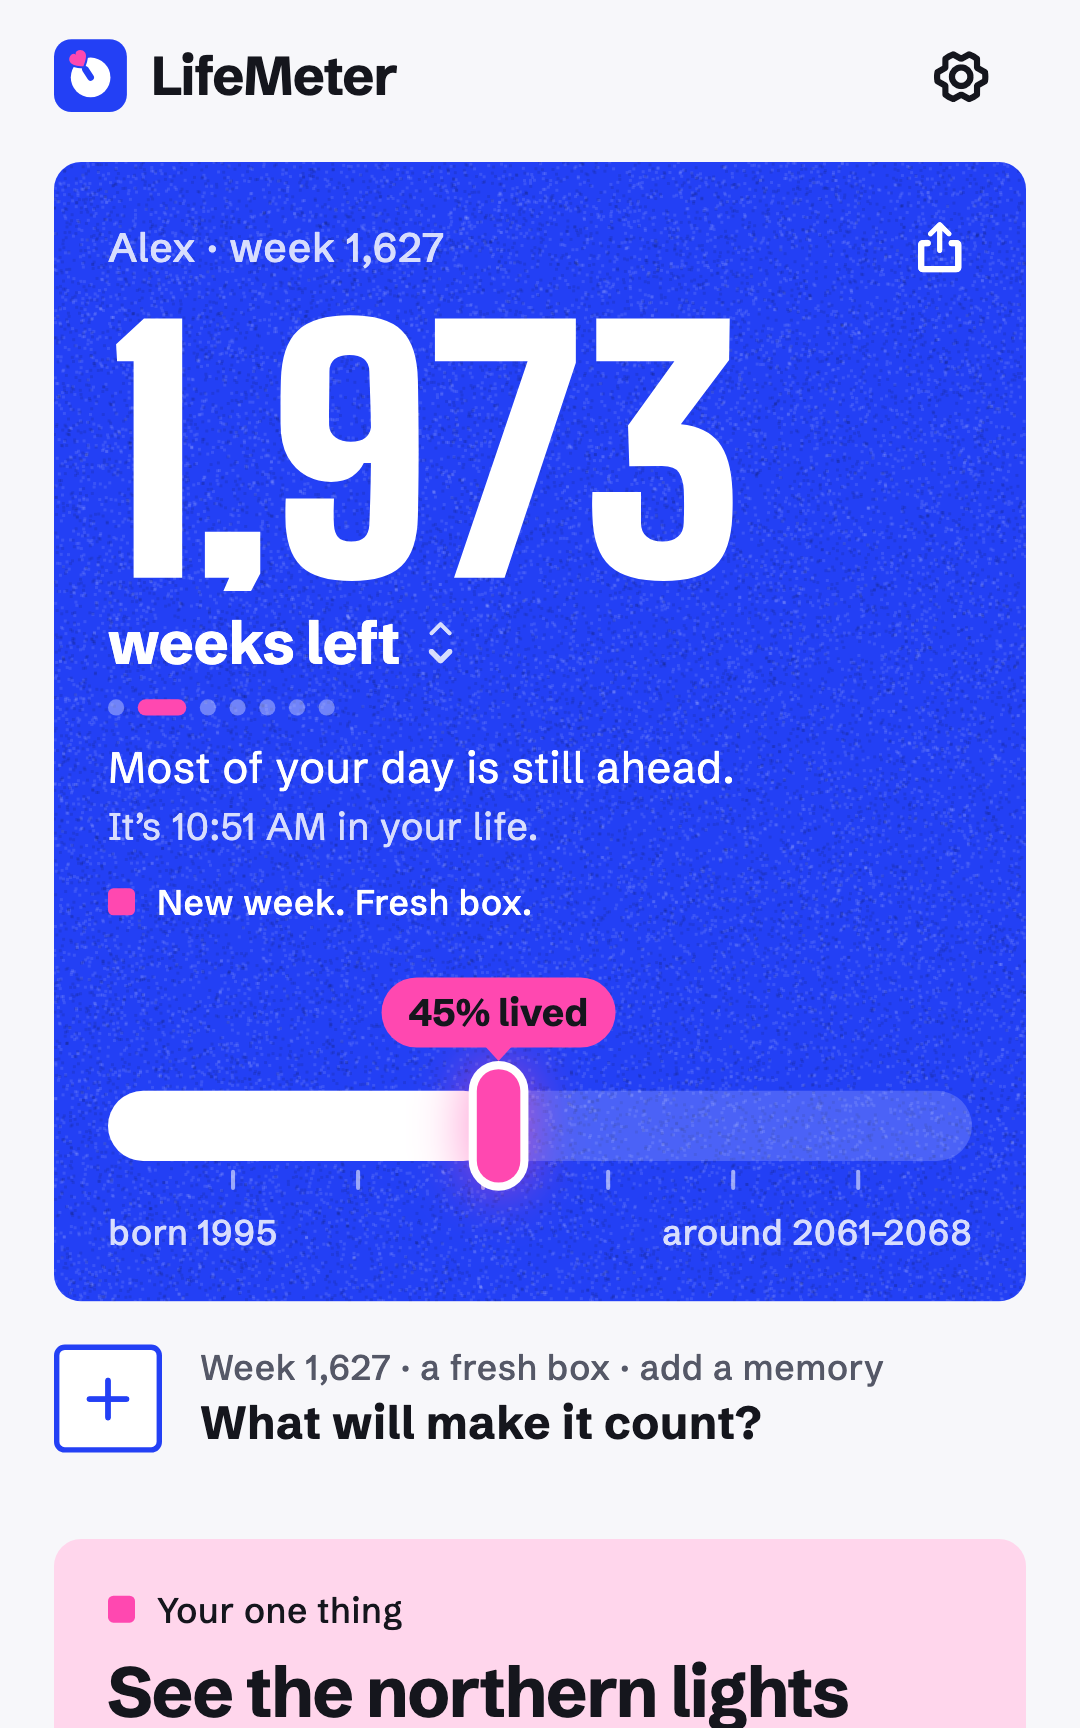 LifeMeter
Alex · week 1,627
1,973
weeks left
Most of your day is still ahead.
It’s 10:51 AM in your life.
New week. Fresh box.
45% lived
born 1995
around 2061–2068
Week 1,627 · a fresh box · add a memory
What will make it count?
Your one thing
See the northern lights